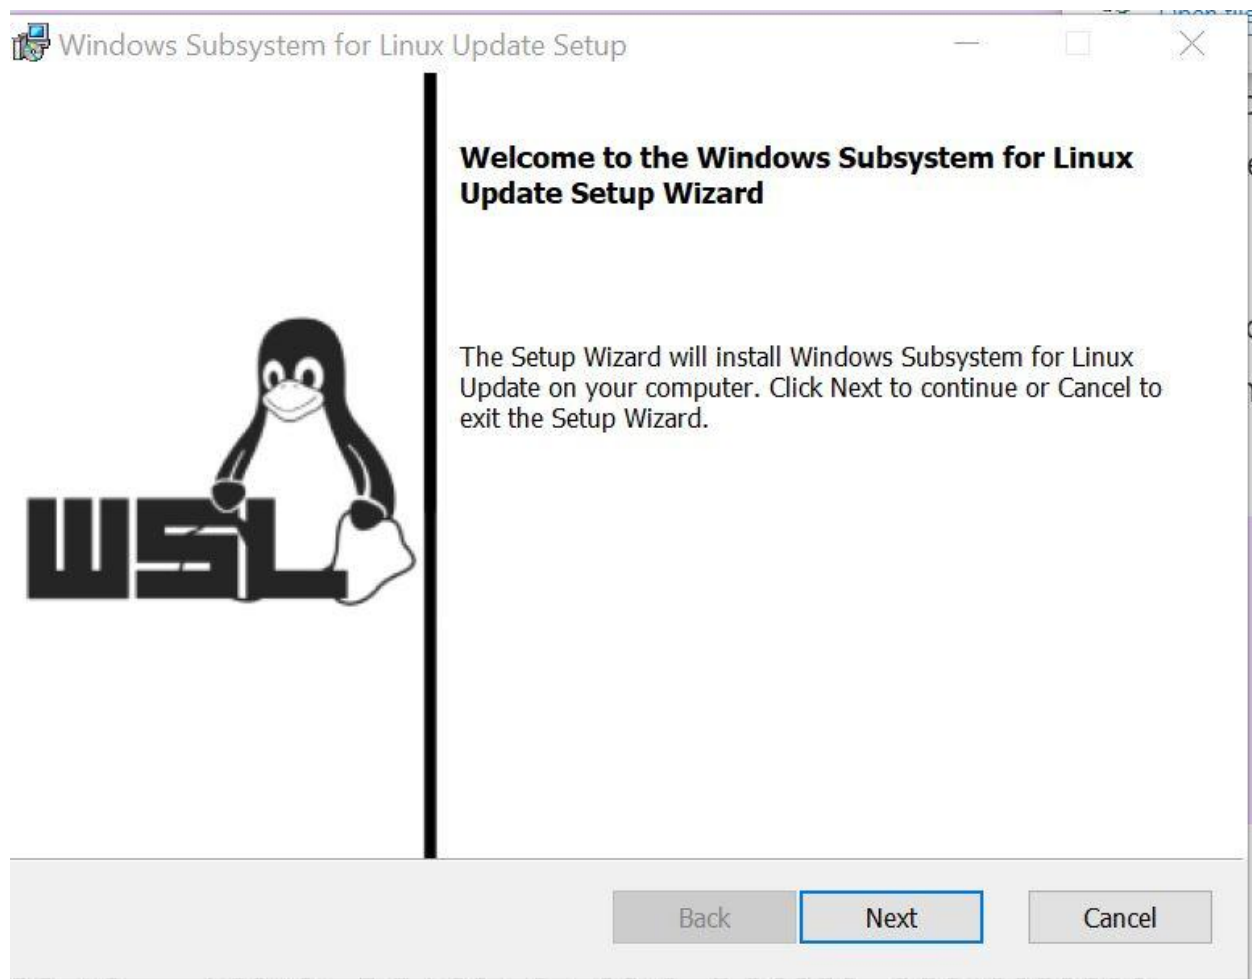 Open file
Windows Subsystem for Linux Update Setup
Welcome to the Windows Subsystem for Linux
Update Setup Wizard
The Setup Wizard will install Windows Subsystem for Linux
Update on your computer. Click Next to continue or Cancel to
exit the Setup Wizard.
WSL
Back
Next
Cancel